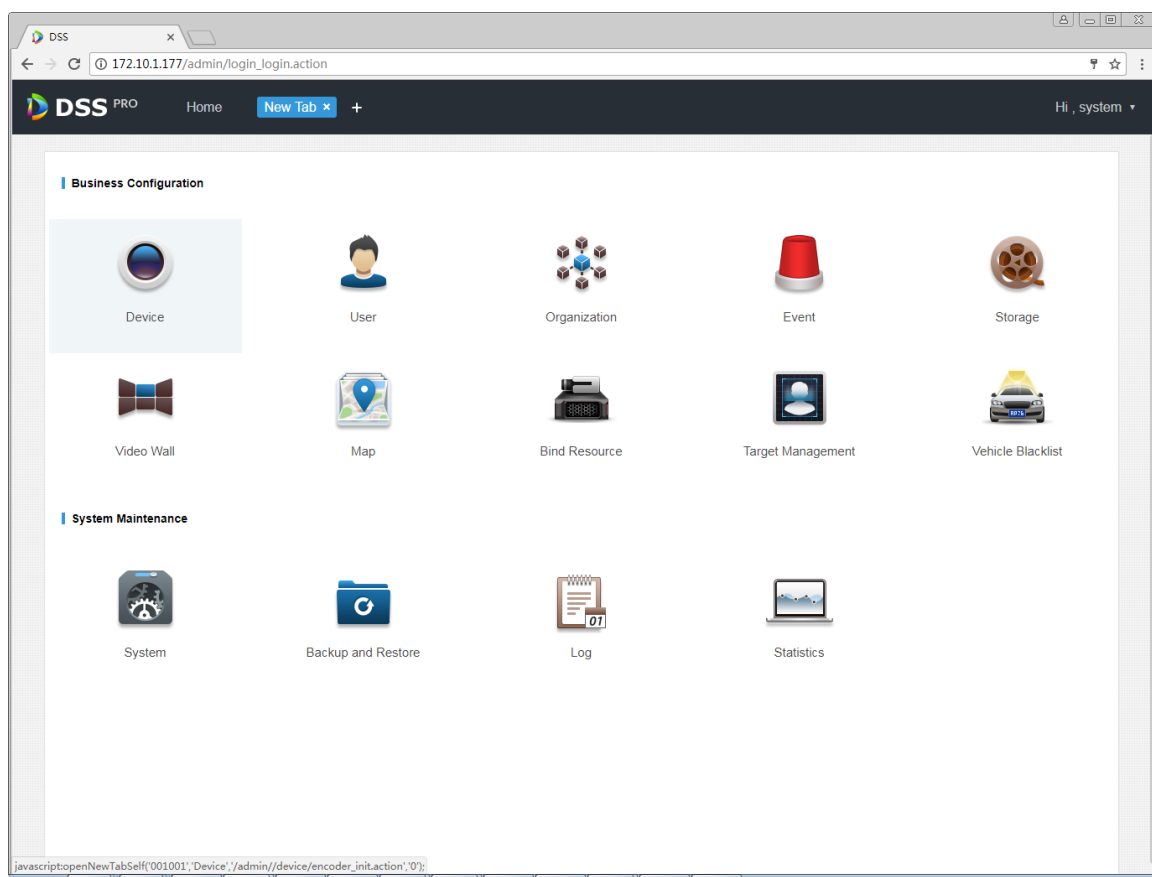 DSS
172.10.1.177/admin/login_login.action
DSS PRO Home New Tab × + Hi , system
Business Configuration
Device User Organization Event Storage
Video Wall Map Bind Resource Target Management Vehicle Blacklist
System Maintenance
01
System Backup and Restore Log Statistics
javascript:openNewTabSelf('001001','Device','/admin//device/encoder_init.action','0');